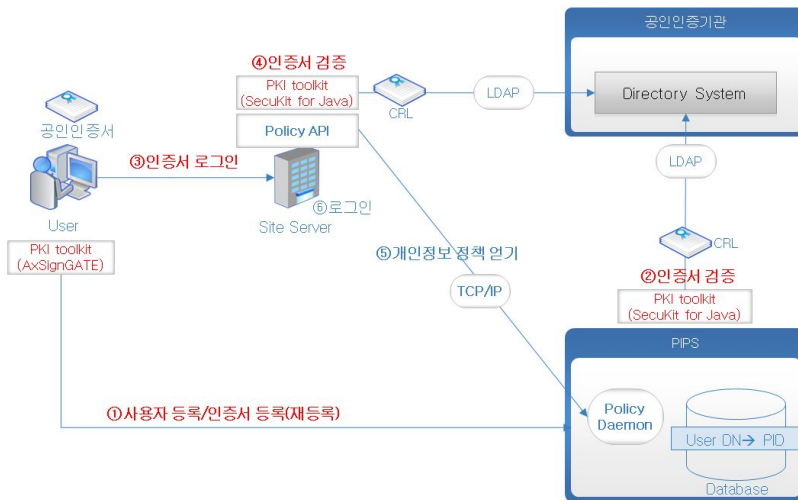 공인인증기관
④인증서 검증
PKI toolkit
(SecuKit for Java)
CRL
LDAP
Directory System
공인인증서
Policy API
③인증서 로그인
LDAP
⑥로그인
User
Site Server
CRL
PKI toolkit
(AxSignGATE)
⑤개인정보 정책 얻기
②인증서 검증
TCP/IP
PKI toolkit
(SecuKit for Java)
PIPS
①사용자 등록/인증서 등록(재등록)
Policy
Daemon
User DN→ PID
Database